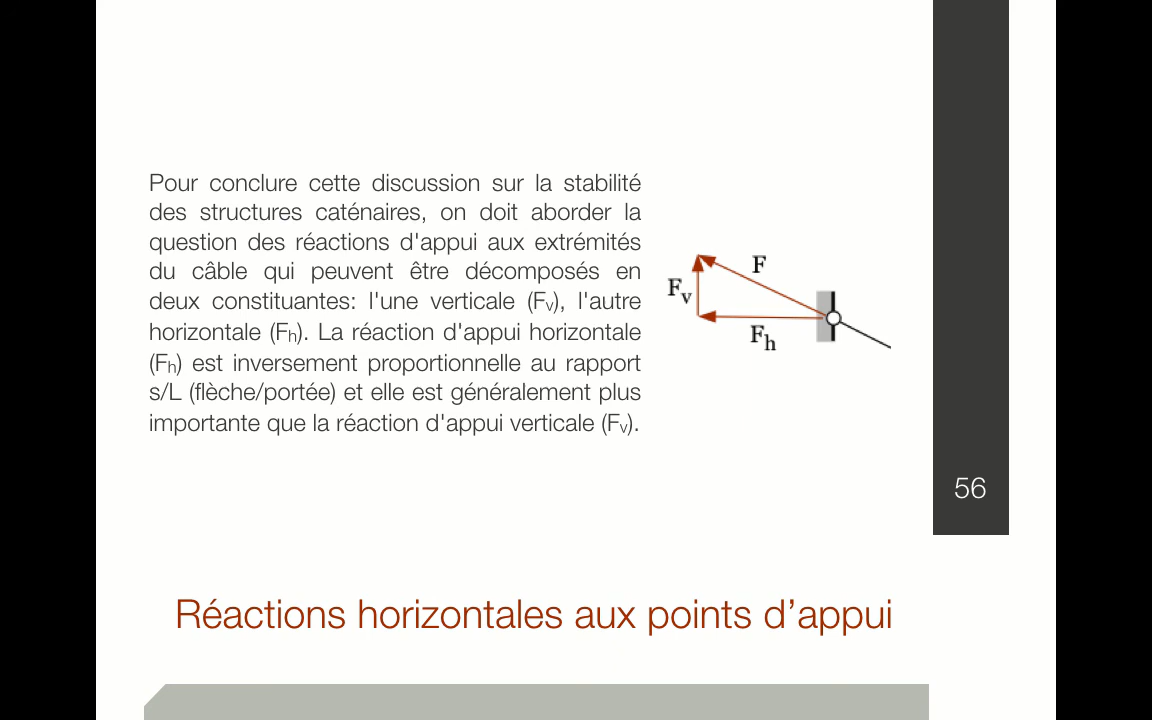 Pour conclure cette discussion sur la stabilité
des structures caténaires, on doit aborder la
question des réactions d'appui aux extrémités
du câble qui peuvent être décomposés en
deux constituantes: l'une verticale (Fv), l'autre
horizontale (Fh). La réaction d'appui horizontale
(Fh) est inversement proportionnelle au rapport
s/L (flèche/portée) et elle est généralement plus
importante que la réaction d'appui verticale (Fv).
F
Fv
Fh
56
Réactions horizontales aux points d’appui